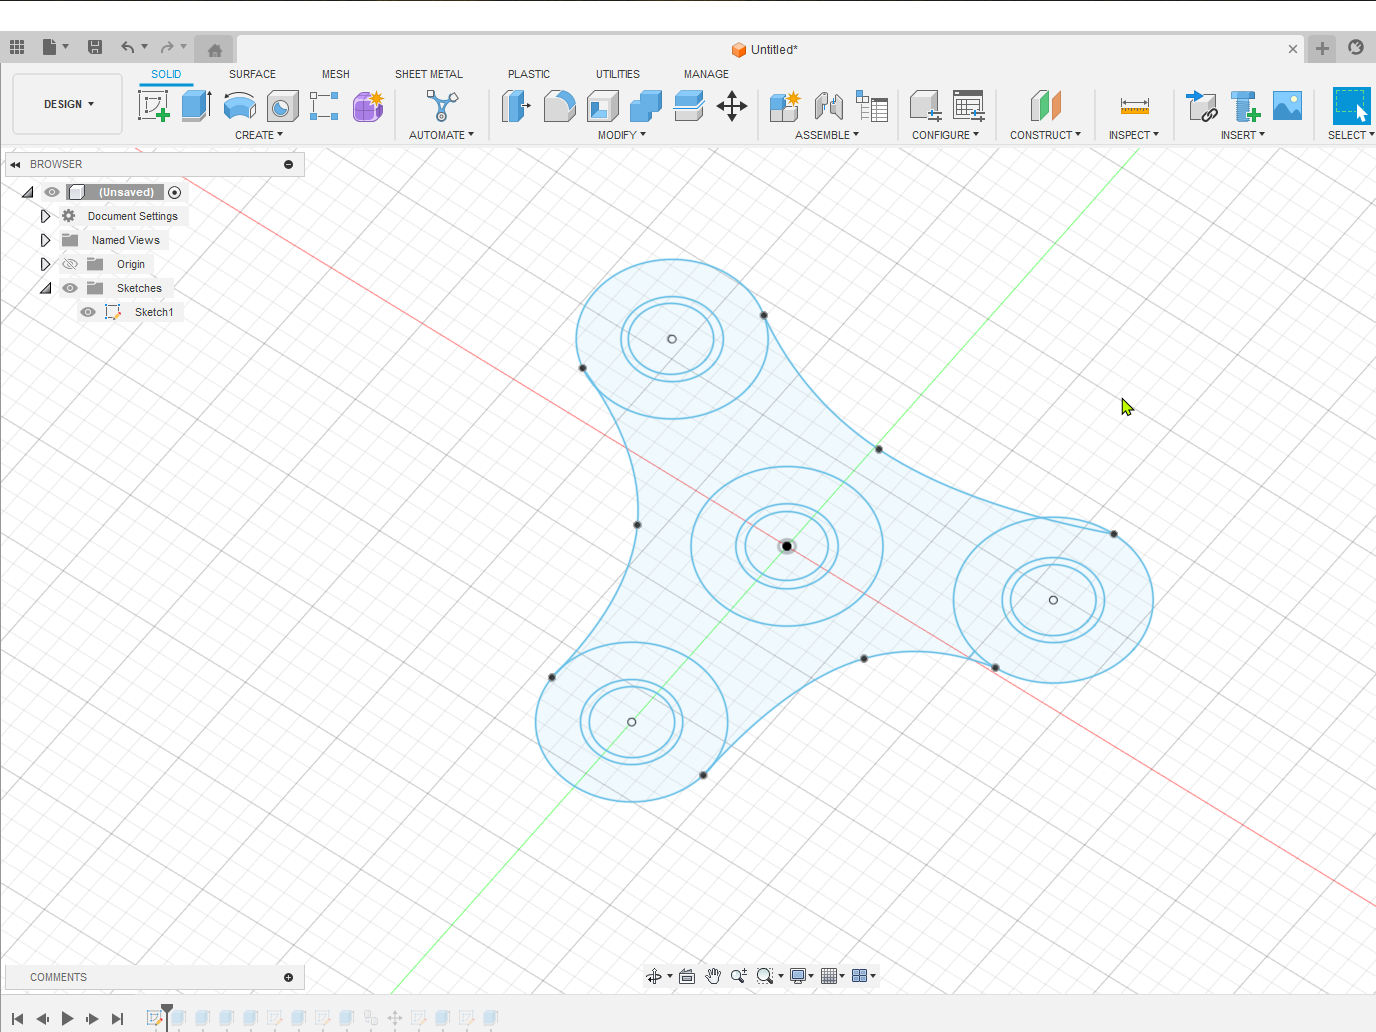 Untitled*
SOLID SURFACE MESH SHEET METAL PLASTIC UTILITIES MANAGE
DESIGN
CREATE AUTOMATE MODIFY ASSEMBLE CONFIGURE CONSTRUCT INSPECT INSERT SELECT
BROWSER
(Unsaved)
Document Settings
Named Views
Origin
Sketches
Sketch1
COMMENTS